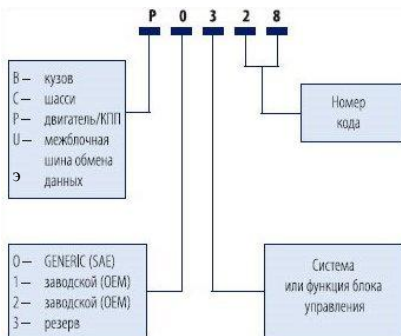 P 0 3 2 8
B – кузов
C – шасси
P – двигатель/КПП
U – межблочная
шина обмена
Э данных
Номер
кода
0 – GENERIC (SAE)
1 – заводской (OEM)
2 – заводской (OEM)
3 – резерв
Система
или функция блока
управления